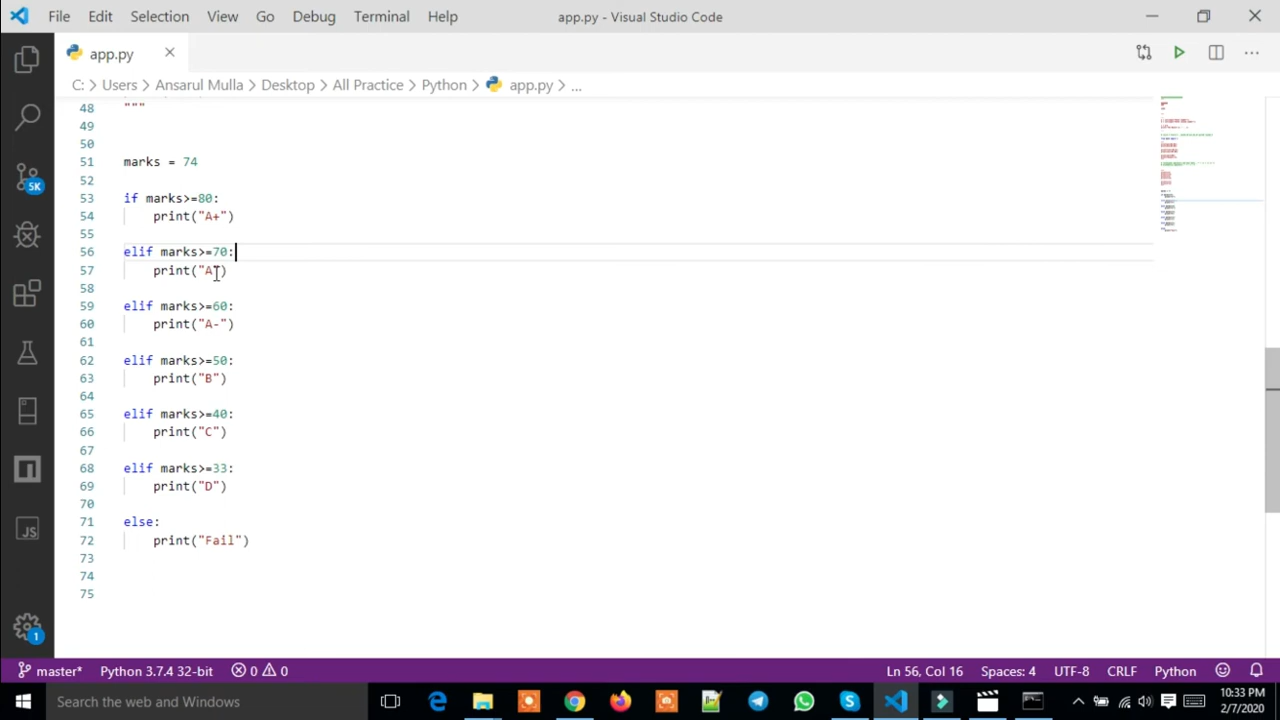 File Edit Selection View Go Debug Terminal Help app.py - Visual Studio Code
app.py
C: > Users > Ansarul Mulla > Desktop > All Practice > Python > app.py > ...
48 """
49
50
51 marks = 74
52
53 if marks>=80:
54 print("A+")
55
56 elif marks>=70:
57 print("A")
58
59 elif marks>=60:
60 print("A-")
61
62 elif marks>=50:
63 print("B")
64
65 elif marks>=40:
66 print("C")
67
68 elif marks>=33:
69 print("D")
70
71 else:
72 print("Fail")
73
74
75
5K
JS
1
master* Python 3.7.4 32-bit 0 0 Ln 56, Col 16 Spaces: 4 UTF-8 CRLF Python
Search the web and Windows
10:33 PM
2/7/2020